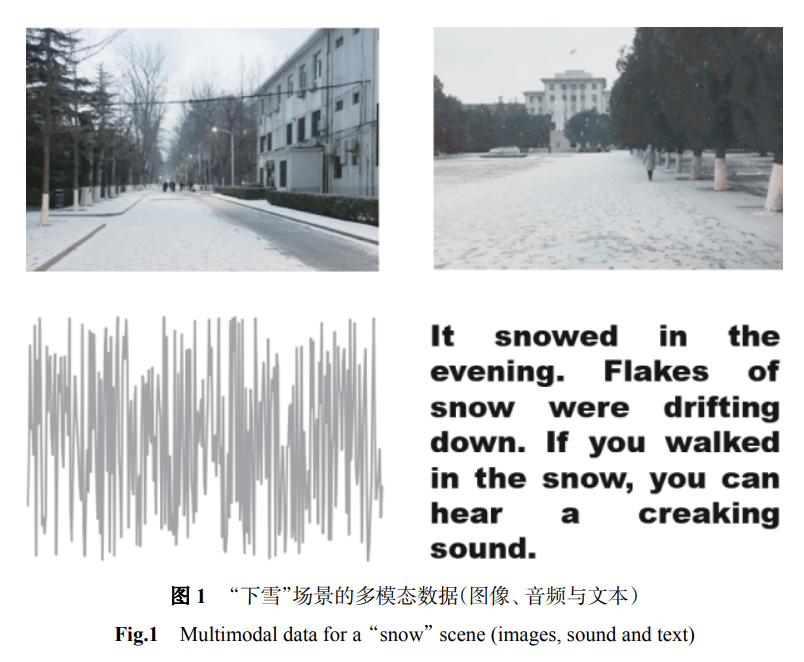 It snowed in the
evening. Flakes of
snow were drifting
down. If you walked
in the snow, you can
hear a creaking
sound.
图 1 “下雪”场景的多模态数据(图像、音频与文本)
Fig.1 Multimodal data for a “snow” scene (images, sound and text)